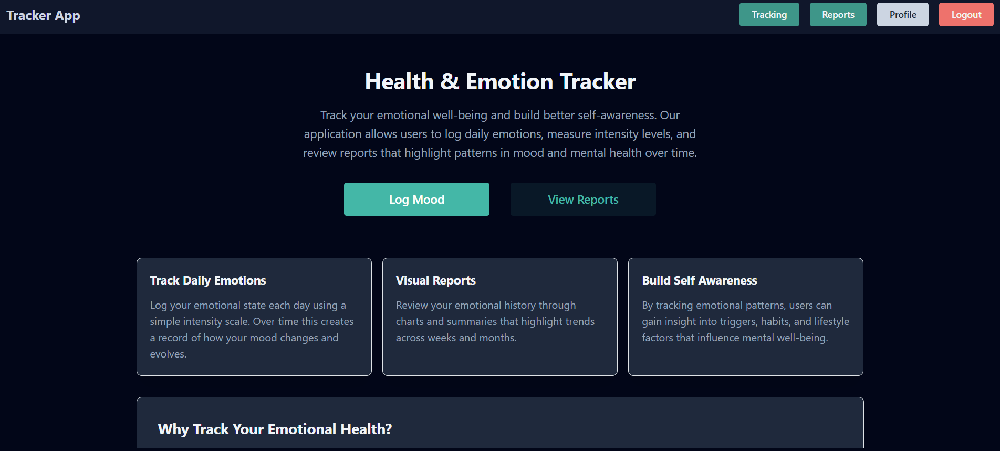 Tracker App
Tracking
Reports
Profile
Logout
Health & Emotion Tracker
Track your emotional well-being and build better self-awareness. Our
application allows users to log daily emotions, measure intensity levels, and
review reports that highlight patterns in mood and mental health over time.
Log Mood
View Reports
Track Daily Emotions
Log your emotional state each day using a
simple intensity scale. Over time this creates
a record of how your mood changes and
evolves.
Visual Reports
Review your emotional history through
charts and summaries that highlight trends
across weeks and months.
Build Self Awareness
By tracking emotional patterns, users can
gain insight into triggers, habits, and lifestyle
factors that influence mental well-being.
Why Track Your Emotional Health?